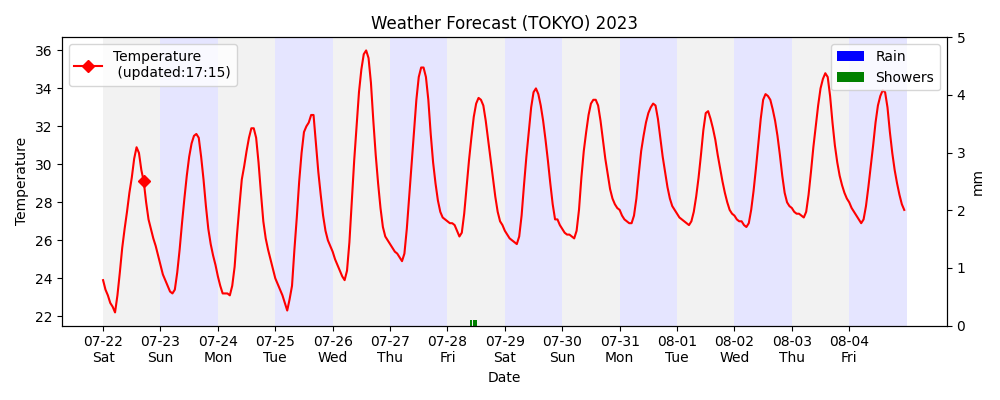 Weather Forecast (TOKYO) 2023
Temperature
(updated:17:15)
Rain
Showers
36
34
32
30
28
26
24
22
Temperature
5
4
3
2
1
0
mm
07-22 07-23 07-24 07-25 07-26 07-27 07-28 07-29 07-30 07-31 08-01 08-02 08-03 08-04
Sat Sun Mon Tue Wed Thu Fri Sat Sun Mon Tue Wed Thu Fri
Date